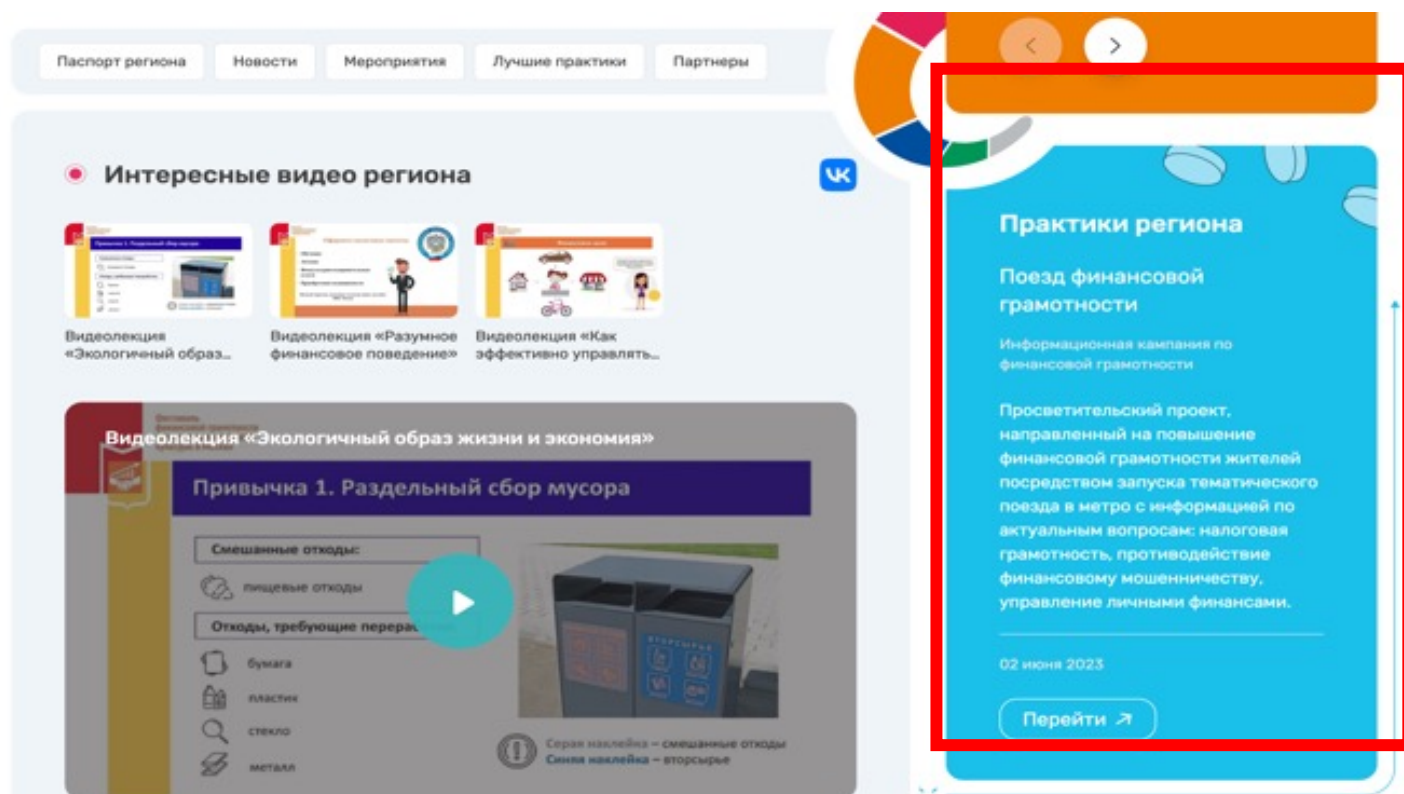 Паспорт региона
Новости
Мероприятия
Лучшие практики
Партнеры
Интересные видео региона
Видеолекция
«Экологичный образ...
Видеолекция «Разумное
финансовое поведение»
Видеолекция «Как
эффективно управлять...
Видеолекция «Экологичный образ жизни и экономия»
Привычка 1. Раздельный сбор мусора
Смешанные отходы:
пищевые отходы
Отходы, требующие
бумага
пластик
стекло
металл
ВТОРСЫРЬЕ
Серая наклейка – смешанные отходы
Синяя наклейка – вторсырье
Практики региона
Поезд финансовой
грамотности
Информационная кампания по
финансовой грамотности
Просветительский проект,
направленный на повышение
финансовой грамотности жителей
посредством запуска тематического
поезда в метро с информацией по
актуальным вопросам: налоговая
грамотность, противодействие
финансовому мошенничеству,
управление личными финансами.
02 июня 2023
Перейти